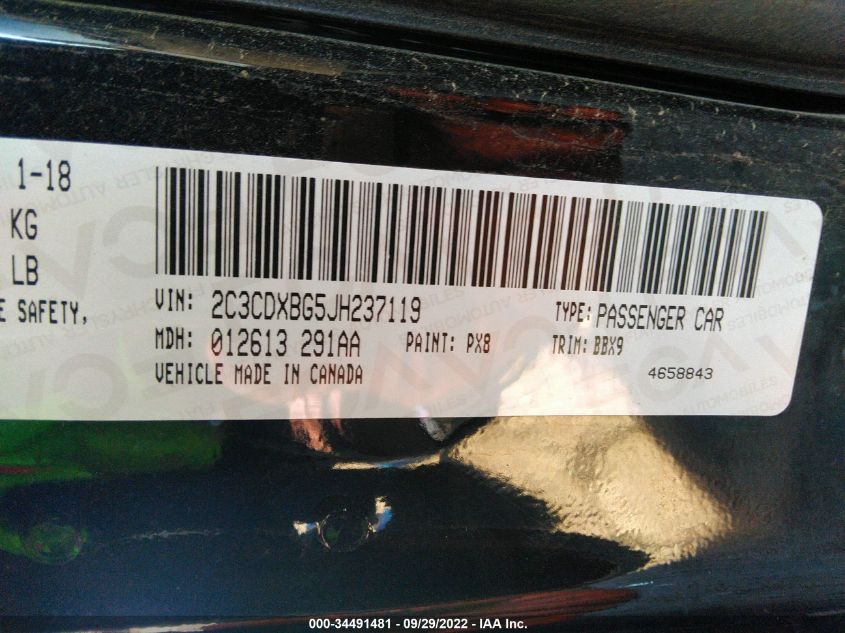 1-18
KG
LB
E SAFETY,
VIN: 2C3CDXBG5JH237119
TYPE: PASSENGER CAR
MDH: 012613 291AA
PAINT: PX8
TRIM: BBX9
VEHICLE MADE IN CANADA
4658843
000-34491481 - 09/29/2022 - IAA Inc.